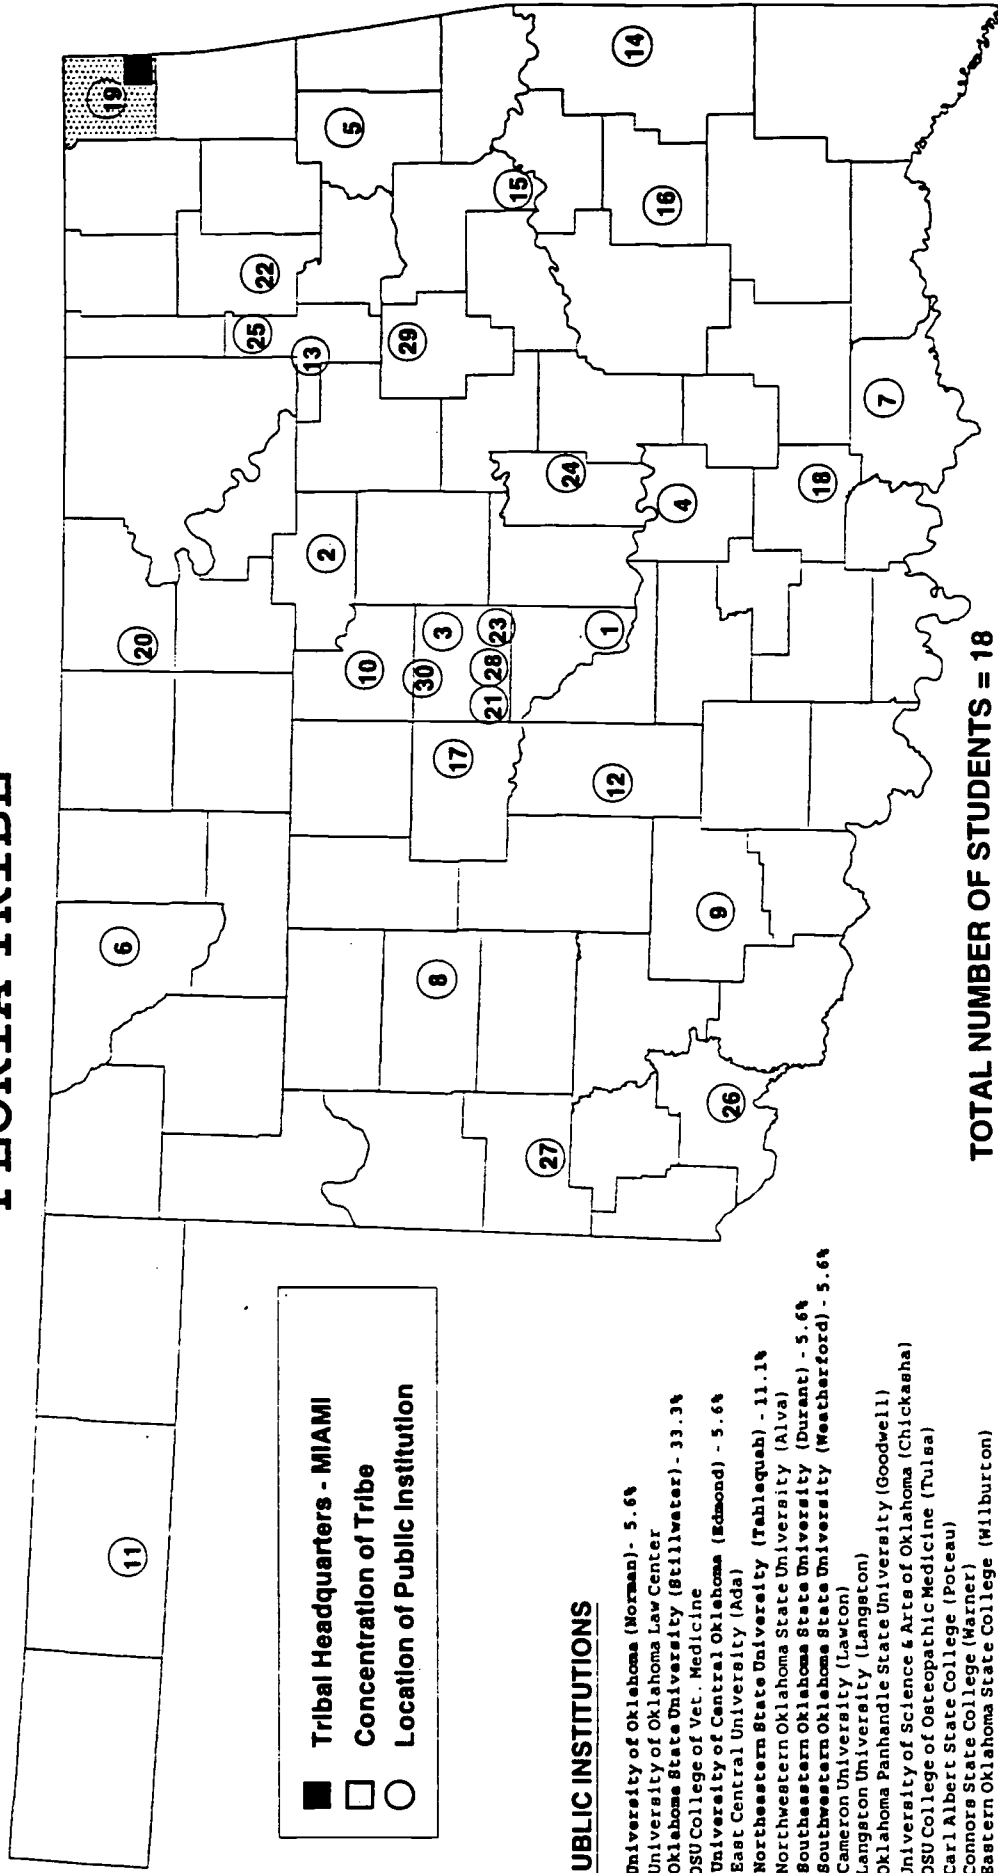 PEORIA TRIBE
19
5
14
15
16
22
25
13
29
7
24
4
18
20
2
10
3
30
23
28
21
1
17
12
6
8
9
27
26
11
Tribal Headquarters - MIAMI
Concentration of Tribe
Location of Public Institution
UBLIC INSTITUTIONS
University of Oklahoma (Norman) - 5.6%
University of Oklahoma Law Center
Oklahoma State University (Stillwater) - 33.3%
OSU College of Vet. Medicine
University of Central Oklahoma (Edmond) - 5.6%
East Central University (Ada)
Northeastern State University (Tahlequah) - 11.1%
Northwestern Oklahoma State University (Alva)
Southeastern Oklahoma State University (Durant) - 5.6%
Southwestern Oklahoma State University (Weatherford) - 5.6%
Cameron University (Lawton)
Langston University (Langston)
Oklahoma Panhandle State University (Goodwell)
University of Science & Arts of Oklahoma (Chickasha)
OSU College of Osteopathic Medicine (Tulsa)
Carl Albert State College (Poteau)
Connors State College (Warner)
Eastern Oklahoma State College (Wilburton)
TOTAL NUMBER OF STUDENTS = 18